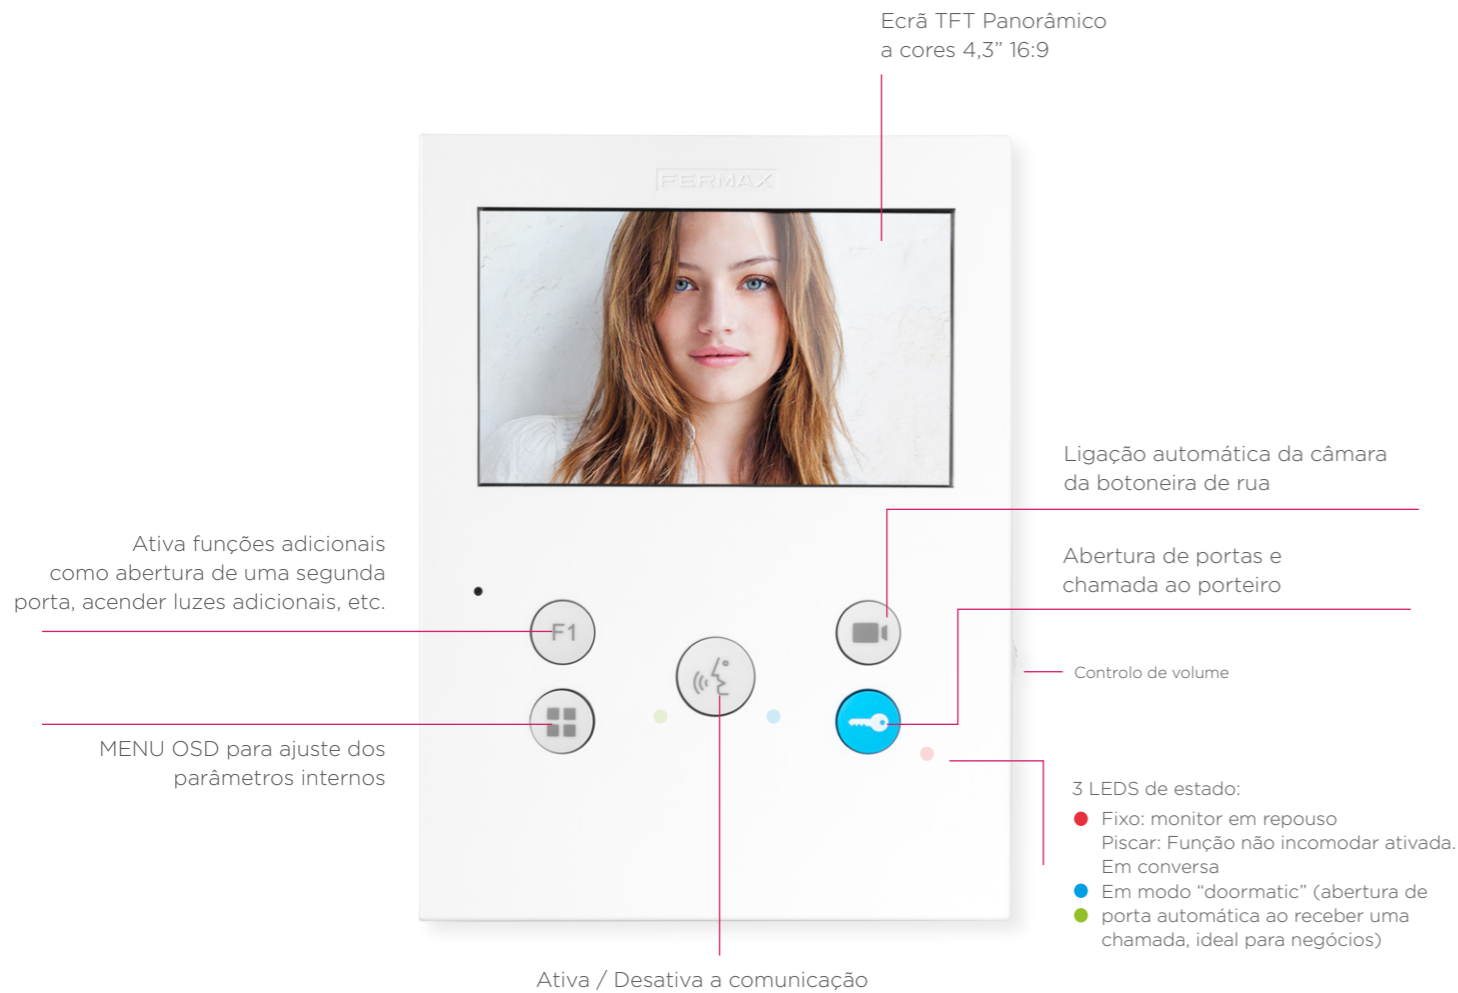 Ecrã TFT Panorâmico
a cores 4,3” 16:9
FERMAX
Ligação automática da câmara
da botoneira de rua
Ativa funções adicionais
como abertura de uma segunda
porta, acender luzes adicionais, etc.
Abertura de portas e
chamada ao porteiro
F1
Controlo de volume
MENU OSD para ajuste dos
parâmetros internos
3 LEDS de estado:
Fixo: monitor em repouso
Piscar: Função não incomodar ativada.
Em conversa
Em modo “doormatic” (abertura de
porta automática ao receber uma
chamada, ideal para negócios)
Ativa / Desativa a comunicação